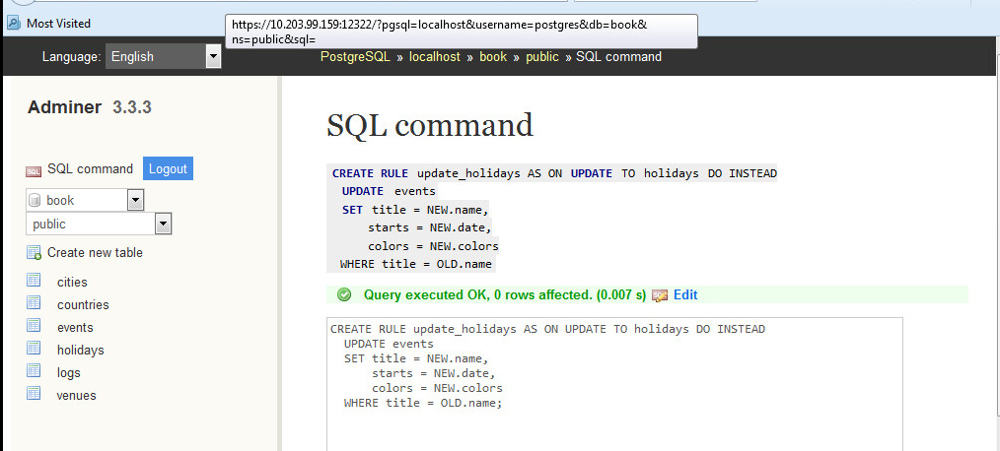 Most Visited
https://10.203.99.159:12322/?pgsql=localhost&username=postgres&db=book&
ns=public&sql=
Language: English
PostgreSQL » localhost » book » public » SQL command
Adminer 3.3.3
SQL SQL command Logout
book
public
Create new table
cities
countries
events
holidays
logs
venues
SQL command
CREATE RULE update_holidays AS ON UPDATE TO holidays DO INSTEAD
UPDATE events
SET title = NEW.name,
starts = NEW.date,
colors = NEW.colors
WHERE title = OLD.name
Query executed OK, 0 rows affected. (0.007 s) Edit
CREATE RULE update_holidays AS ON UPDATE TO holidays DO INSTEAD
UPDATE events
SET title = NEW.name,
starts = NEW.date,
colors = NEW.colors
WHERE title = OLD.name;